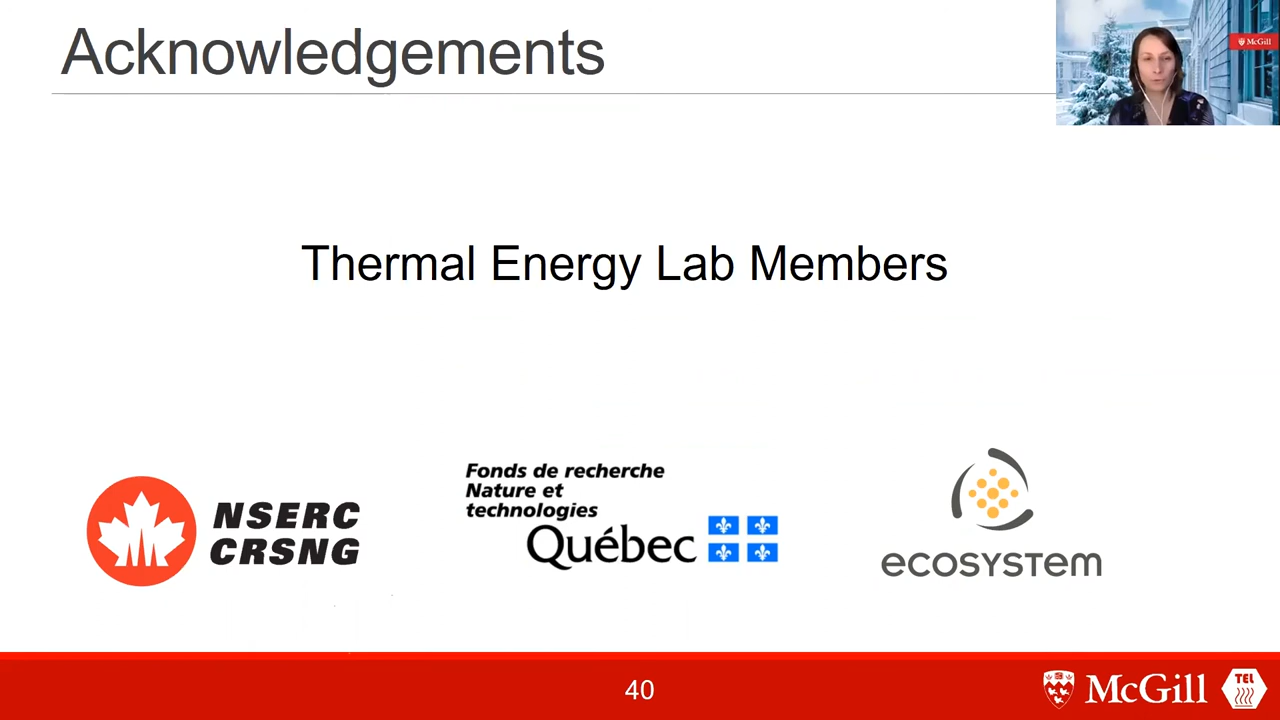 Acknowledgements
McGill
Thermal Energy Lab Members
NSERC
CRSNG
Fonds de recherche
Nature et
technologies
Québec
ecosystem
40
McGill
TEL